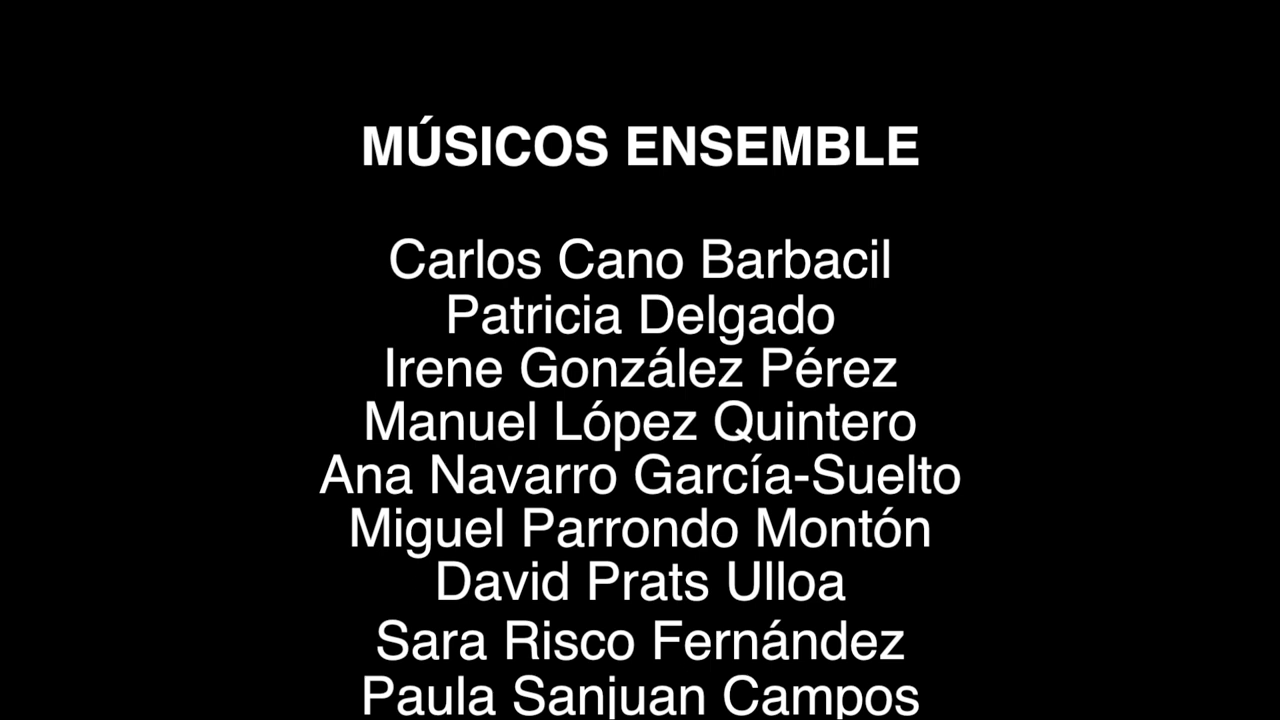 MÚSICOS ENSEMBLE
Carlos Cano Barbacil
Patricia Delgado
Irene González Pérez
Manuel López Quintero
Ana Navarro García-Suelto
Miguel Parrondo Montón
David Prats Ulloa
Sara Risco Fernández
Paula Sanjuan Campos